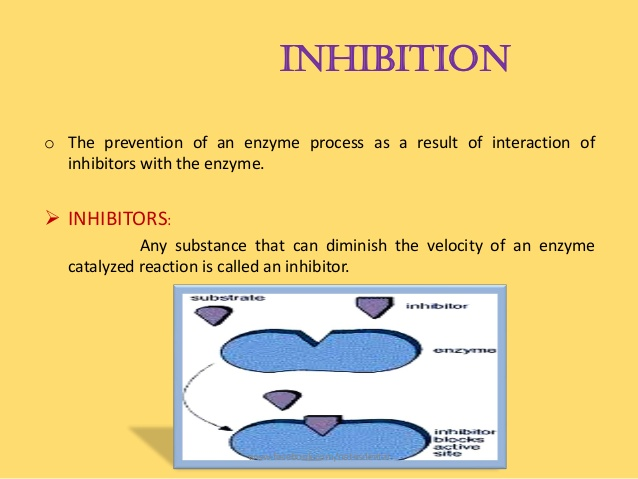 INHIBITION
o The prevention of an enzyme process as a result of interaction of
inhibitors with the enzyme.
➢ INHIBITORS:
Any substance that can diminish the velocity of an enzyme
catalyzed reaction is called an inhibitor.
substrate
inhibitor
enzyme
inhibitor
blocks
active
site